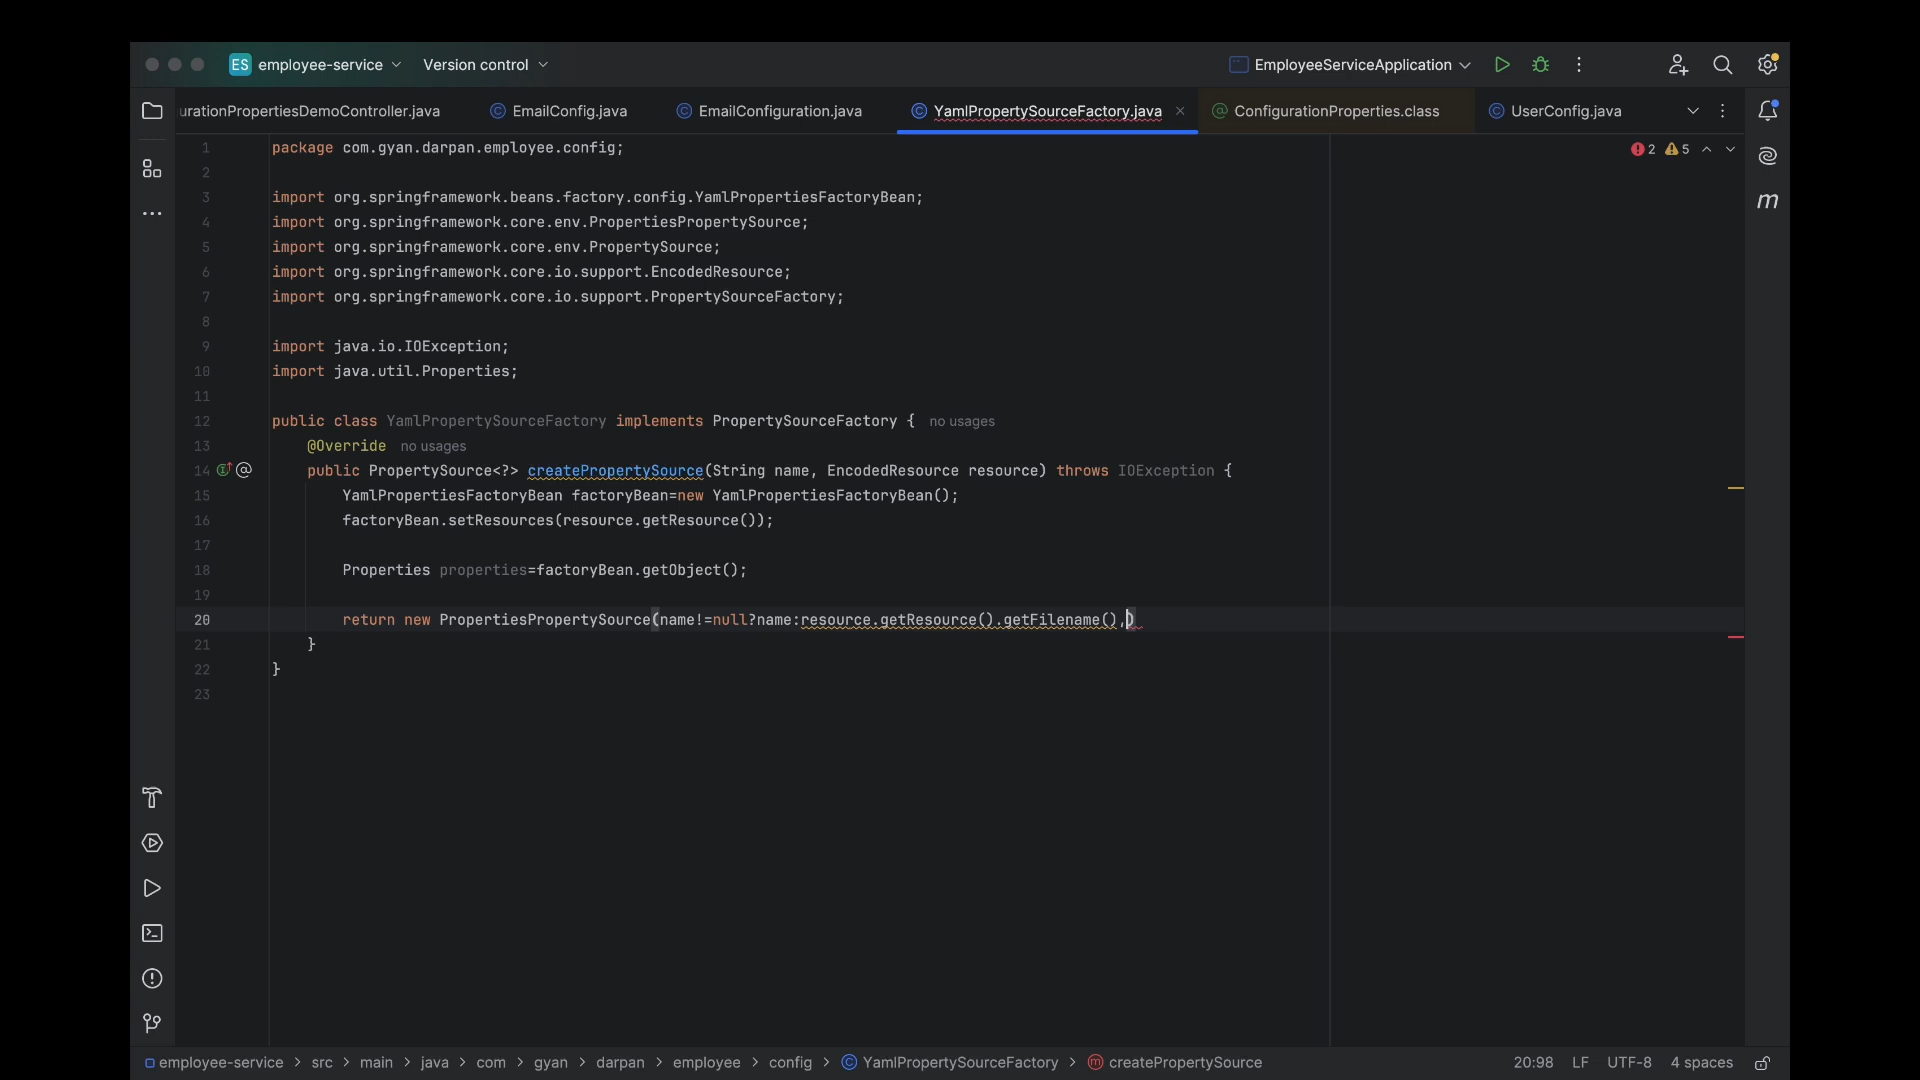 ES employee-service Version control EmployeeServiceApplication
urationPropertiesDemoController.java EmailConfig.java EmailConfiguration.java YamlPropertySourceFactory.java ConfigurationProperties.class UserConfig.java
2 5
1 package com.gyan.darpan.employee.config;
2
3 import org.springframework.beans.factory.config.YamlPropertiesFactoryBean;
4 import org.springframework.core.env.PropertiesPropertySource;
5 import org.springframework.core.env.PropertySource;
6 import org.springframework.core.io.support.EncodedResource;
7 import org.springframework.core.io.support.PropertySourceFactory;
8
9 import java.io.IOException;
10 import java.util.Properties;
11
12 public class YamlPropertySourceFactory implements PropertySourceFactory { no usages
13 @Override no usages
14 public PropertySource<?> createPropertySource(String name, EncodedResource resource) throws IOException {
15 YamlPropertiesFactoryBean factoryBean=new YamlPropertiesFactoryBean();
16 factoryBean.setResources(resource.getResource());
17
18 Properties properties=factoryBean.getObject();
19
20 return new PropertiesPropertySource(name!=null?name:resource.getResource().getFilename(),)
21 }
22 }
23
employee-service > src > main > java > com > gyan > darpan > employee > config > YamlPropertySourceFactory > createPropertySource 20:98 LF UTF-8 4 spaces